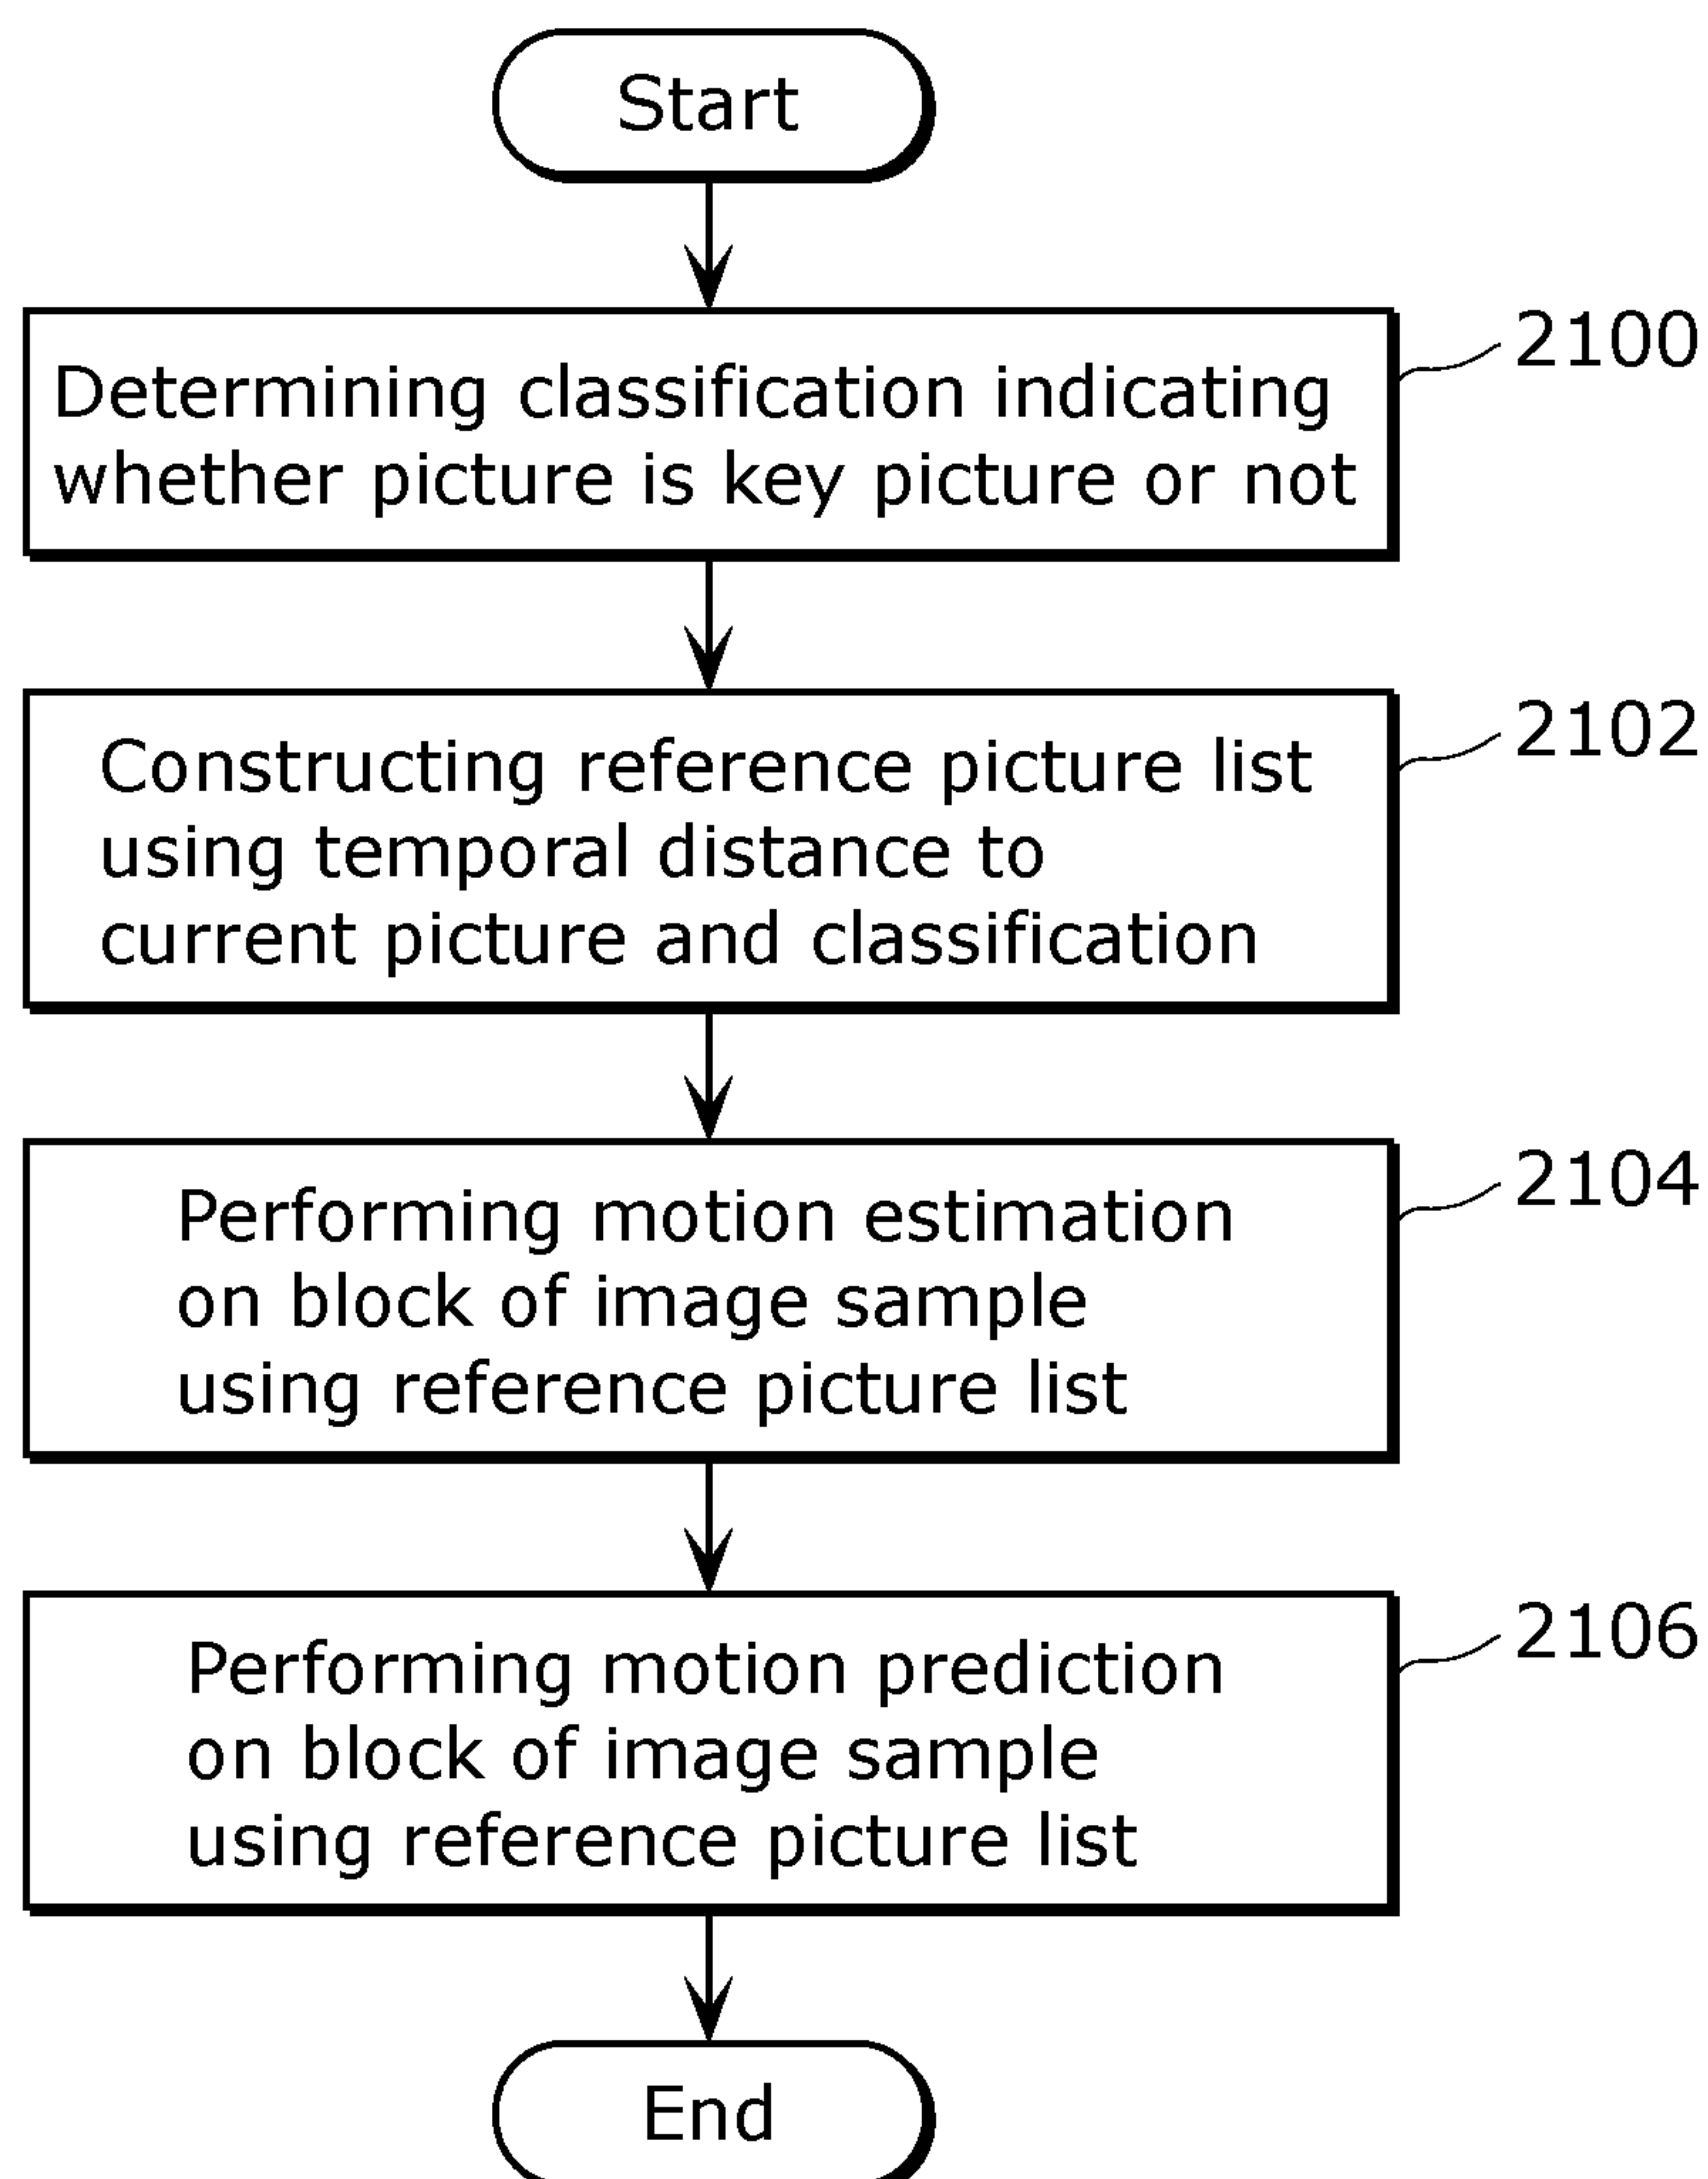 Start
Determining classification indicating
whether picture is key picture or not
2100
Constructing reference picture list
using temporal distance to
current picture and classification
2102
Performing motion estimation
on block of image sample
using reference picture list
2104
Performing motion prediction
on block of image sample
using reference picture list
2106
End